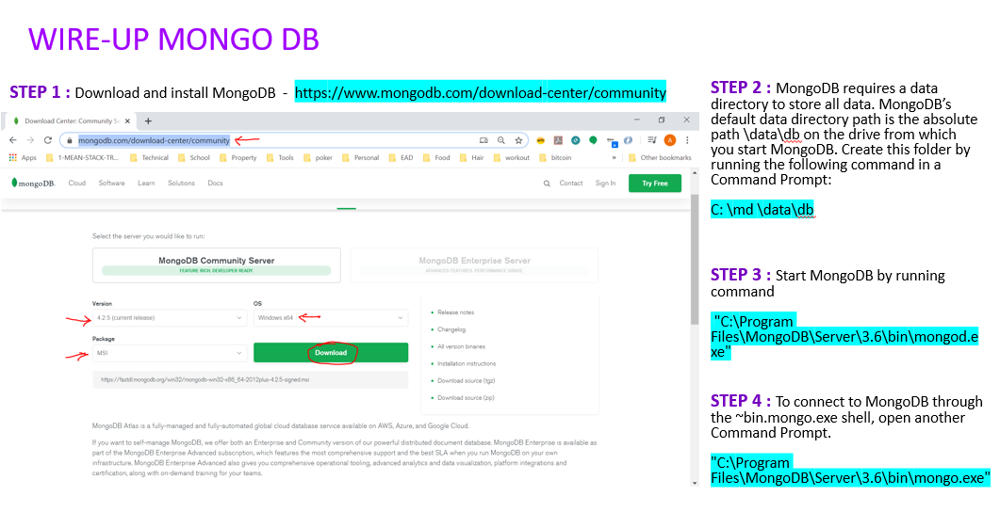 WIRE-UP MONGO DB
STEP 1 : Download and install MongoDB - https://www.mongodb.com/download-center/community
Download Center: Community Se
mongodb.com/download-center/community
Apps 1-MEAN-STACK-TR... Technical School Property Tools poker Personal EAD Food Hair workout bitcoin » Other bookmarks
mongoDB. Cloud Software Learn Solutions Docs Contact Sign In Try Free
Select the server you would like to run:
MongoDB Community Server
FEATURE RICH. DEVELOPER READY.
MongoDB Enterprise Server
ADVANCED FEATURES. PERFORMANCE GRADE.
Version
4.2.5 (current release)
OS
Windows x64
Package
MSI
Download
https://fastdl.mongodb.org/win32/mongodb-win32-x86_64-2012plus-4.2.5-signed.msi
Release notes
Changelog
All version binaries
Installation instructions
Download source (tgz)
Download source (zip)
MongoDB Atlas is a fully-managed and fully-automated global cloud database service available on AWS, Azure, and Google Cloud.
If you want to self-manage MongoDB, we offer both an Enterprise and Community version of our powerful distributed document database. MongoDB Enterprise is available as
part of the MongoDB Enterprise Advanced subscription, which features the most comprehensive support and the best SLA when you run MongoDB on your own
infrastructure. MongoDB Enterprise Advanced also gives you comprehensive operational tooling, advanced analytics and data visualization, platform integrations and
certification, along with on-demand training for your teams.
STEP 2 : MongoDB requires a data
directory to store all data. MongoDB's
default data directory path is the absolute
path \data\db on the drive from which
you start MongoDB. Create this folder by
running the following command in a
Command Prompt:
C: \md \data\db
STEP 3 : Start MongoDB by running
command
"C:\Program
Files\MongoDB\Server\3.6\bin\mongod.e
xe"
STEP 4 : To connect to MongoDB through
the ~bin.mongo.exe shell, open another
Command Prompt.
"C:\Program
Files\MongoDB\Server\3.6\bin\mongo.exe"